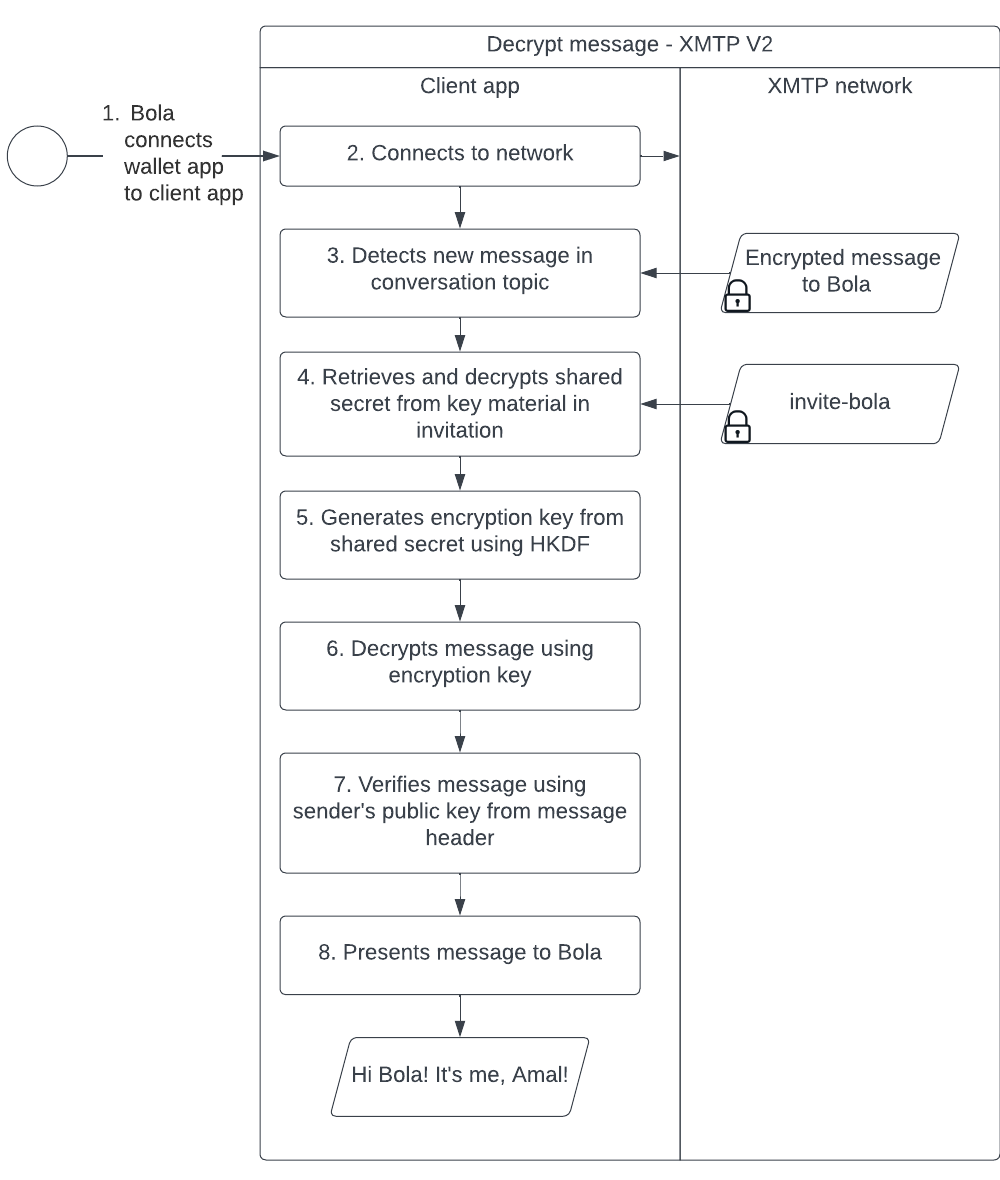 Decrypt message - XMTP V2
Client app
XMTP network
1. Bola
connects
wallet app
to client app
2. Connects to network
3. Detects new message in
conversation topic
Encrypted message
to Bola
4. Retrieves and decrypts shared
secret from key material in
invitation
invite-bola
5. Generates encryption key from
shared secret using HKDF
6. Decrypts message using
encryption key
7. Verifies message using
sender's public key from message
header
8. Presents message to Bola
Hi Bola! It's me, Amal!